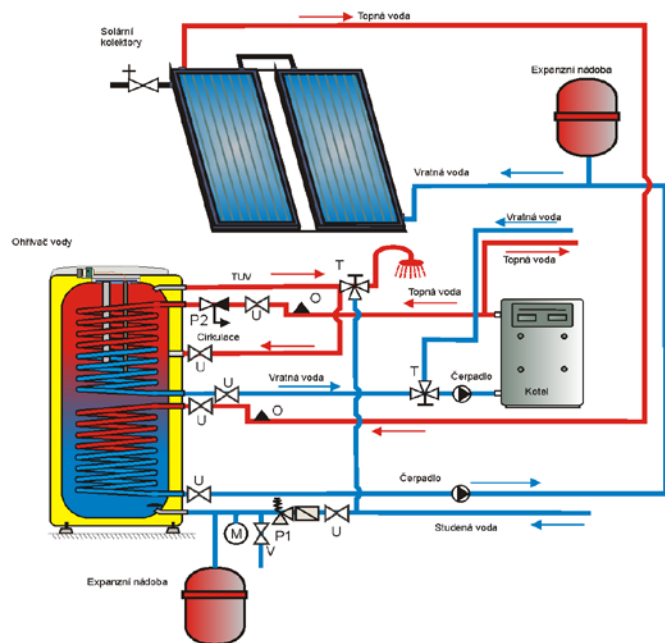 Topná voda
Solární
kolektory
Expanzní nádoba
Vratná voda
Vratná voda
Ohřívač vody
TUV
T
Topná voda
Topná voda
O
P2
U
Cirkulace
U
T
Čerpadlo
Kotel
U
Vratná voda
U
O
U
Čerpadlo
M
V
P1
U
Studená voda
Expanzní nádoba